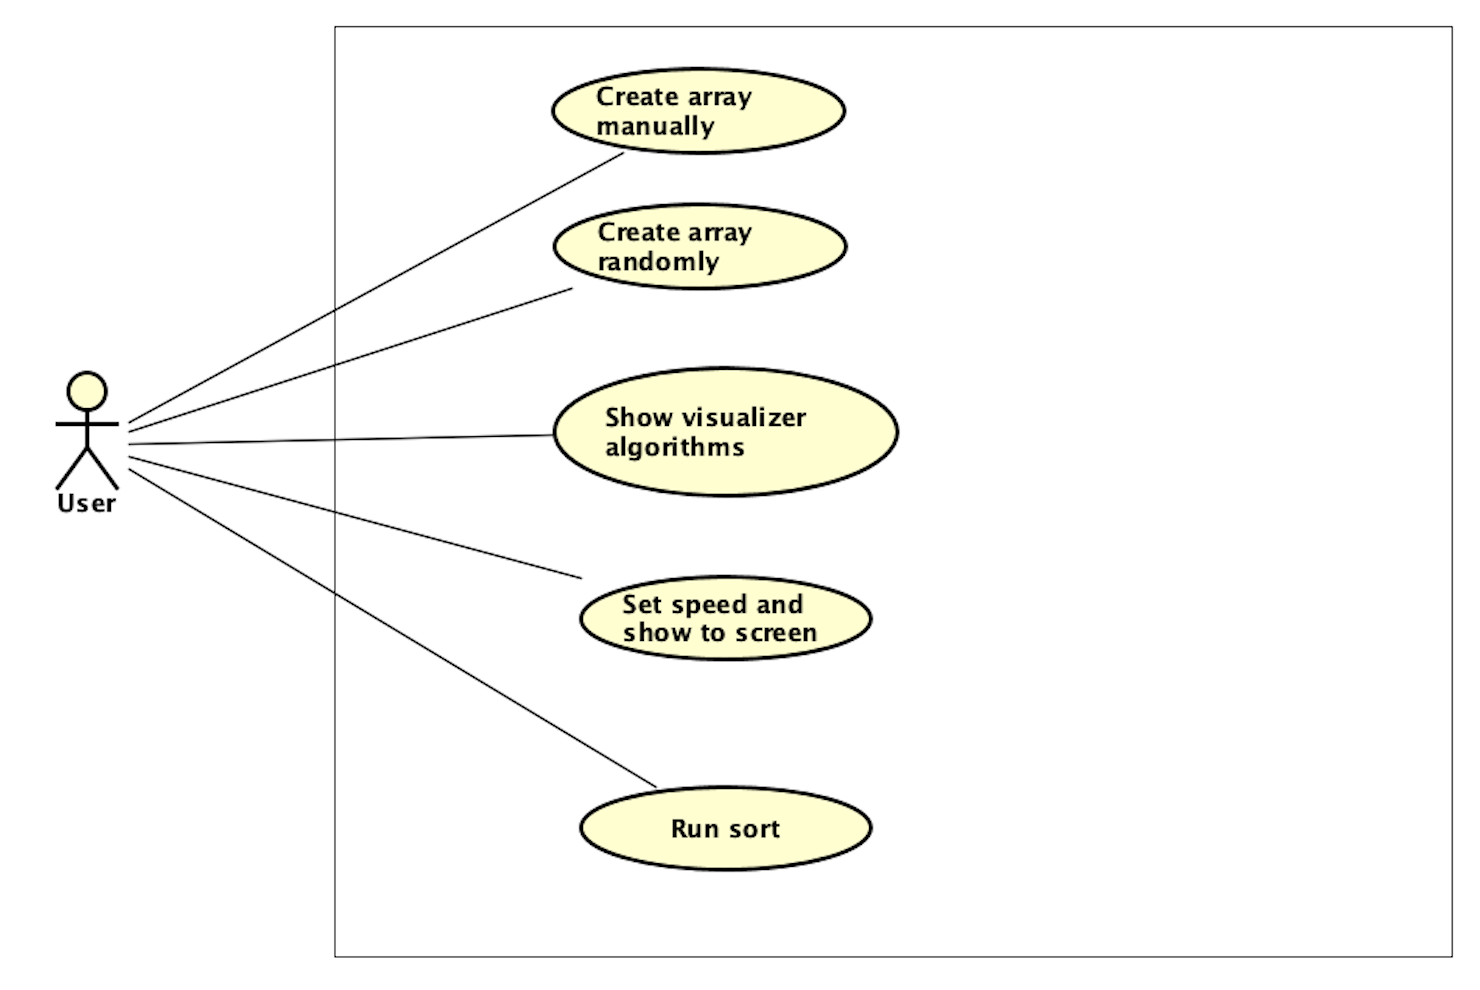 Create array
manually
Create array
randomly
Show visualizer
algorithms
User
Set speed and
show to screen
Run sort